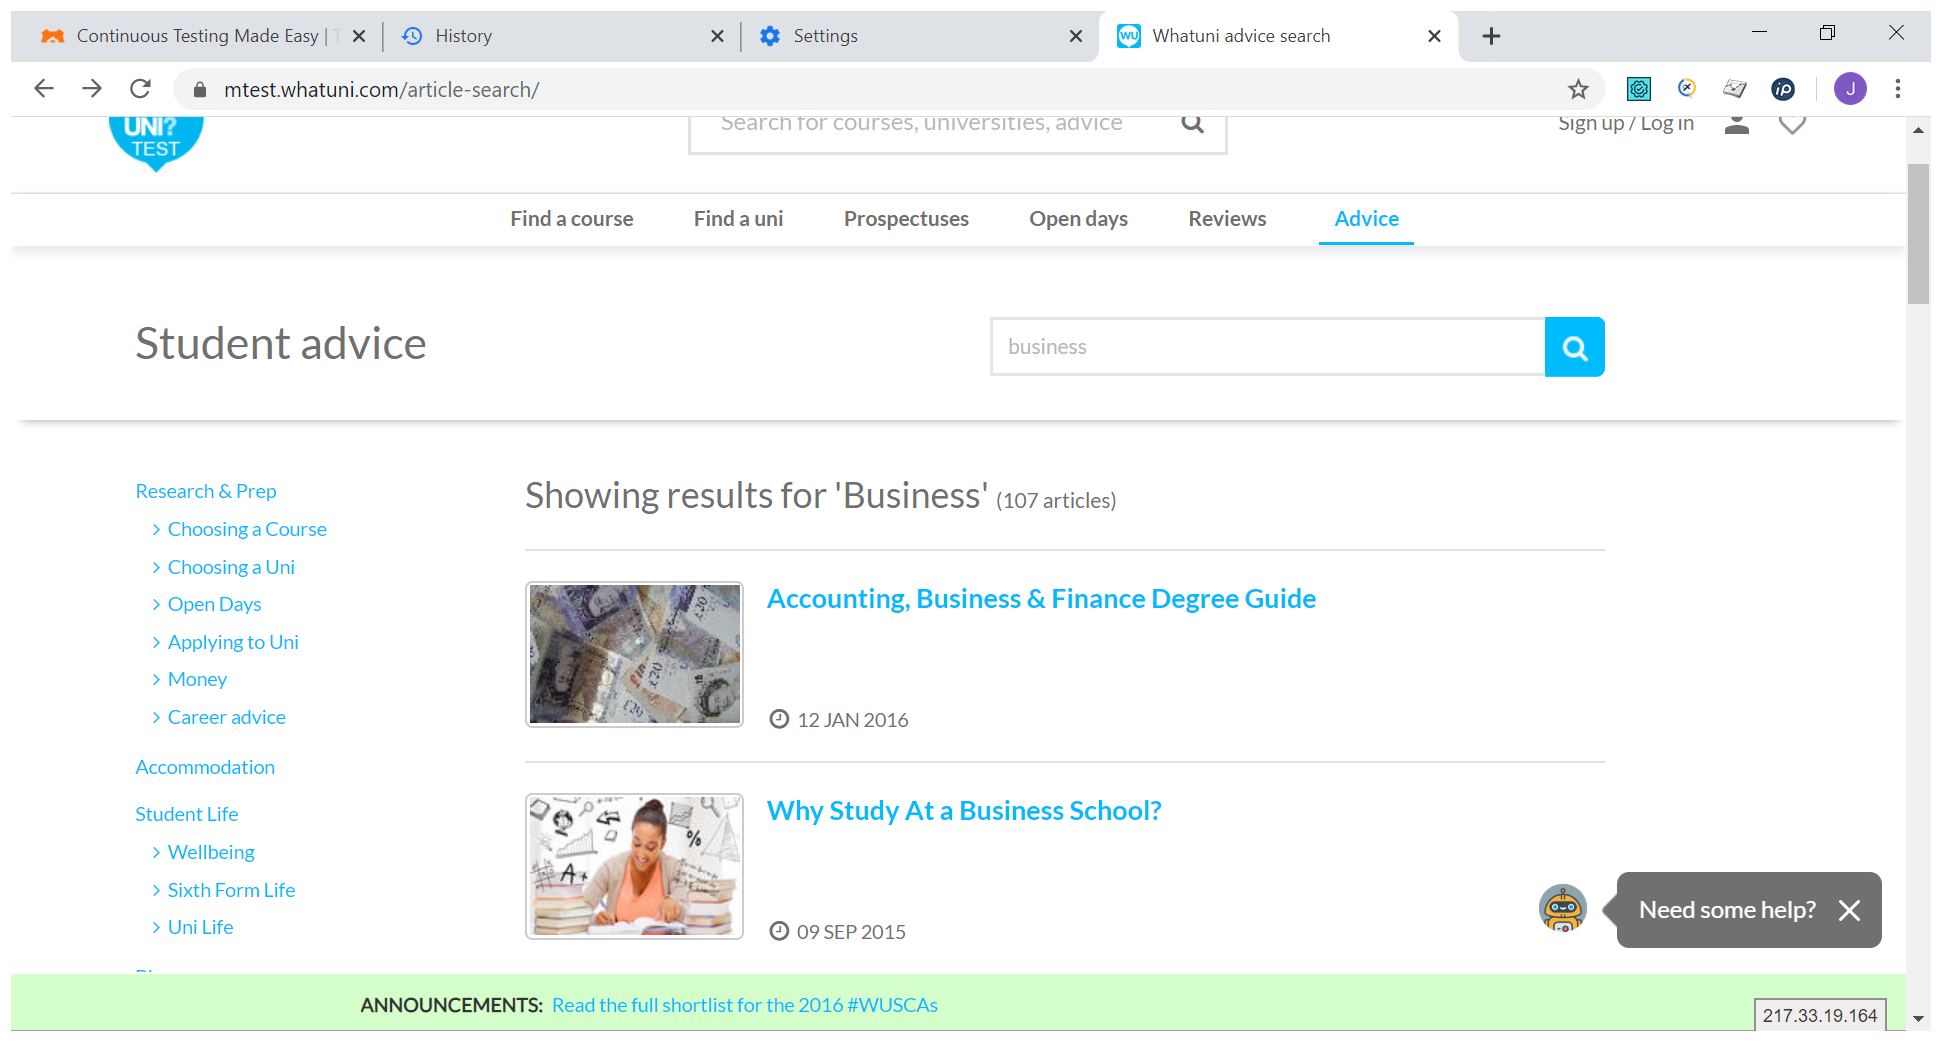 Continuous Testing Made Easy |
History
Settings
Whatuni advice search
mtest.whatuni.com/article-search/
J
UNI?
TEST
Search for courses, universities, advice
Sign up / Log in
Find a course
Find a uni
Prospectuses
Open days
Reviews
Advice
Student advice
business
Research & Prep
Choosing a Course
Choosing a Uni
Open Days
Applying to Uni
Money
Career advice
Accommodation
Student Life
Wellbeing
Sixth Form Life
Uni Life
Showing results for 'Business' (107 articles)
Accounting, Business & Finance Degree Guide
12 JAN 2016
Why Study At a Business School?
09 SEP 2015
Need some help?
ANNOUNCEMENTS: Read the full shortlist for the 2016 #WUSCAs
217.33.19.164